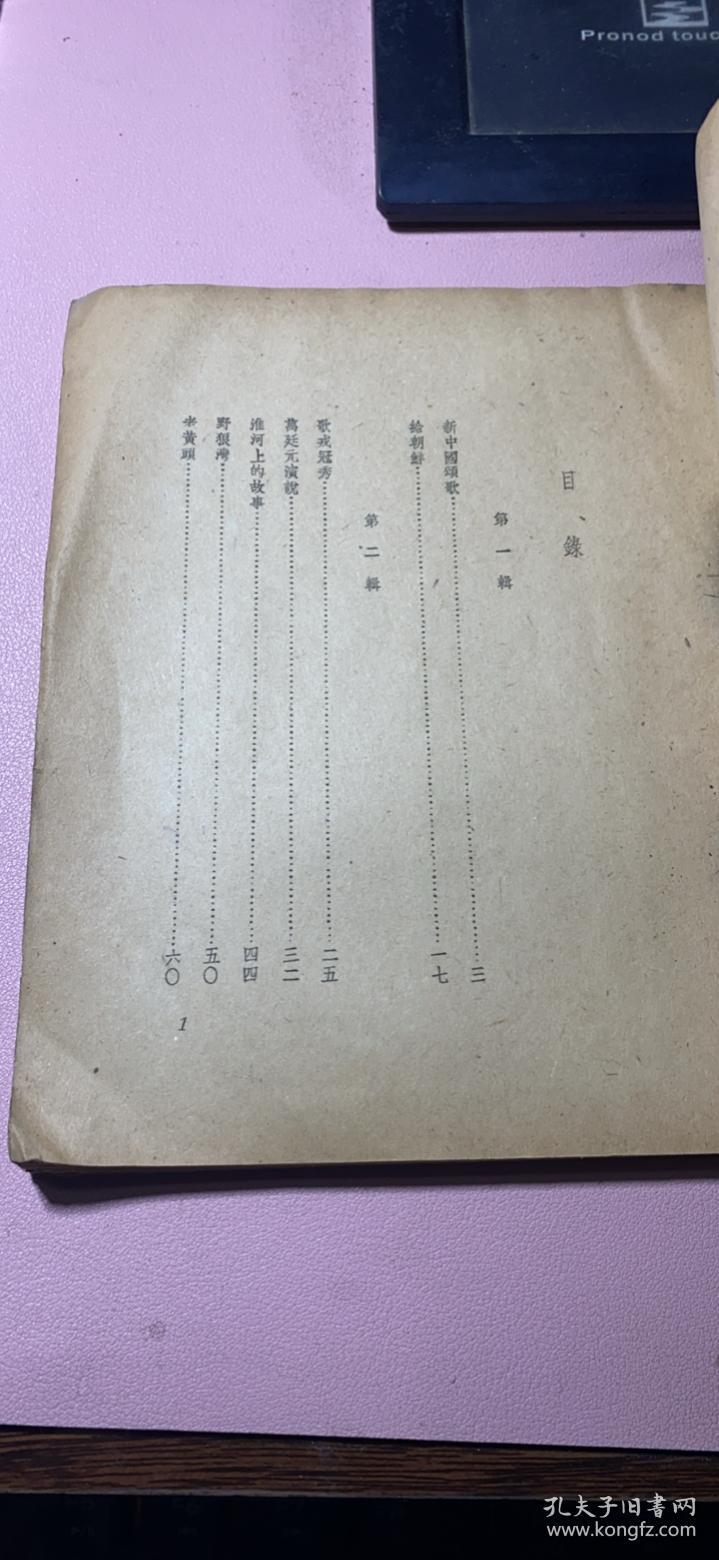 Pronod touc
目錄
第一輯
新中國頌歌……三
給朝鮮……一七
第二輯
歌戎冠秀……二五
葛廷元演說……三二
淮河上的故事……四四
野狼灣……五〇
老黃頭……六〇
1
孔夫子旧書网
www.kongfz.com